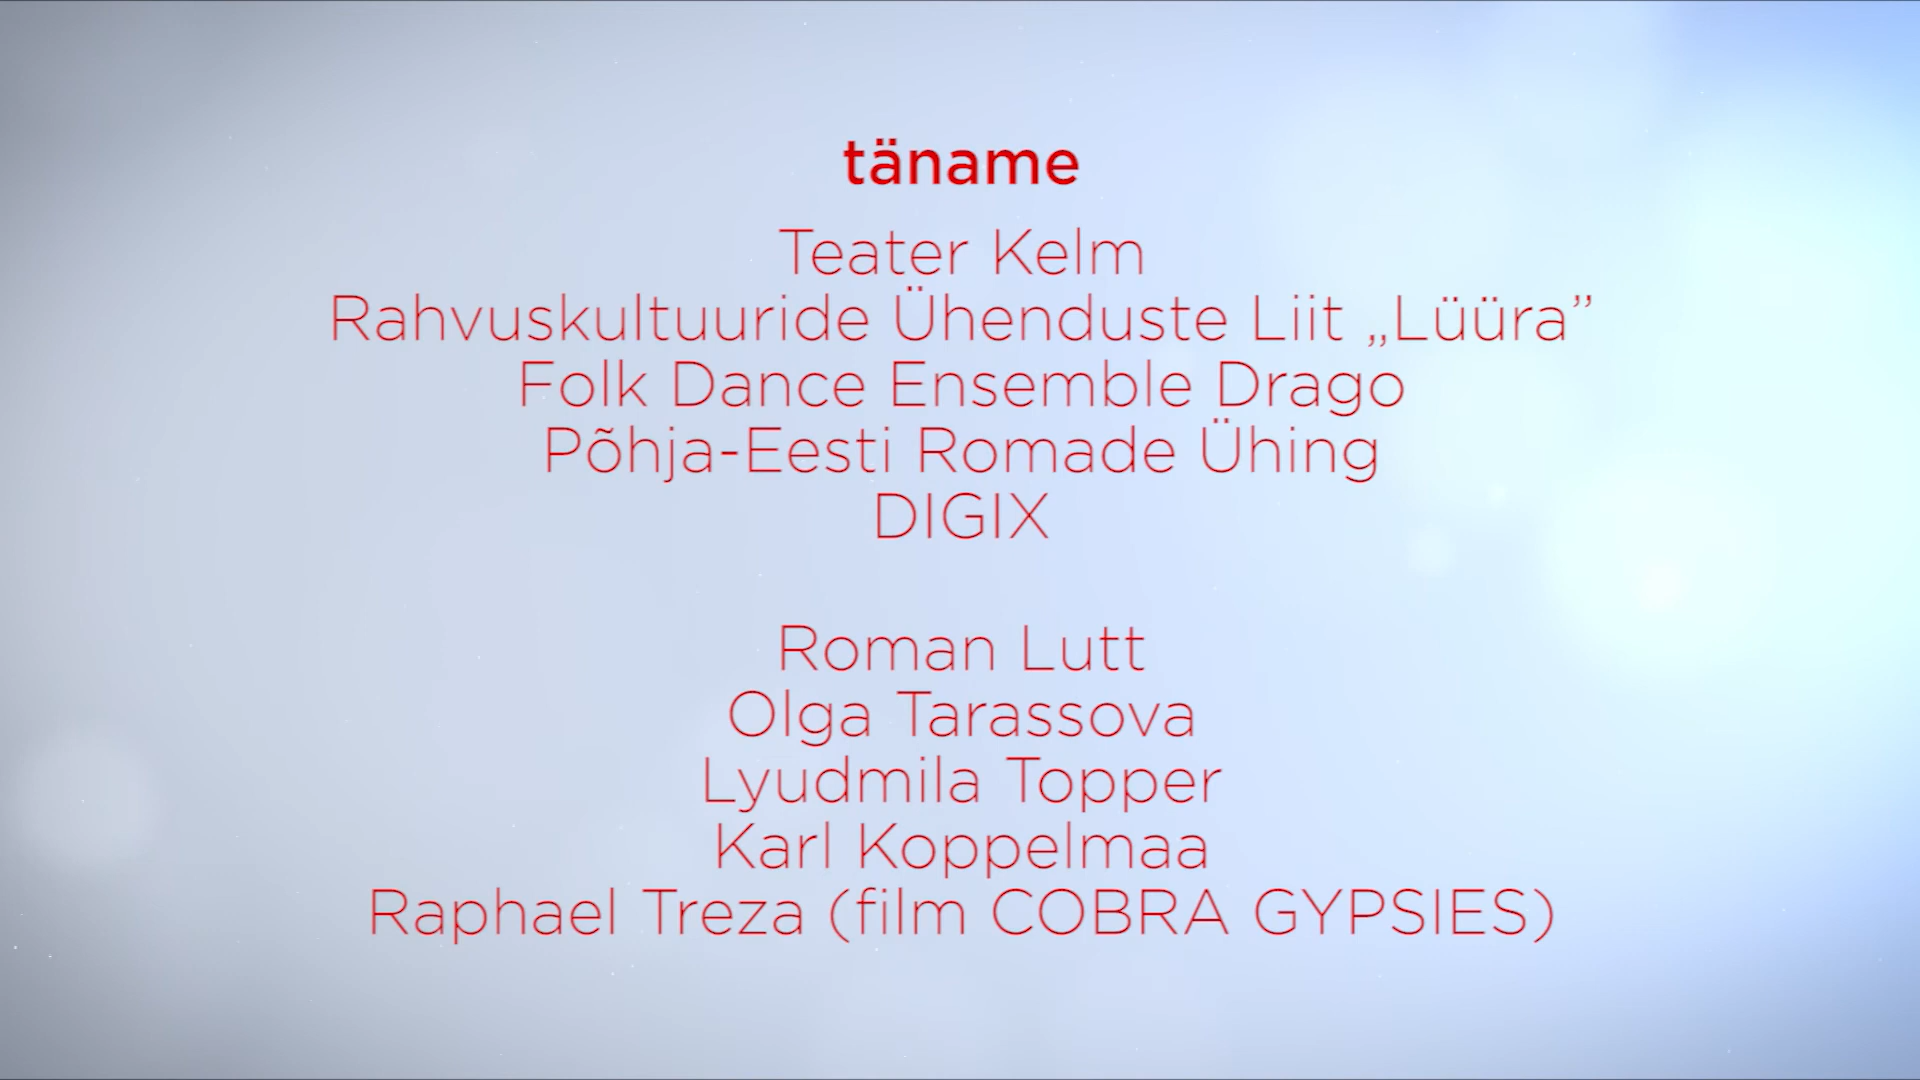 täname
Teater Kelm
Rahvuskultuuride Ühenduste Liit „Lüüra”
Folk Dance Ensemble Drago
Põhja-Eesti Romade Ühing
DIGIX
Roman Lutt
Olga Tarassova
Lyudmila Topper
Karl Koppelmaa
Raphael Treza (film COBRA GYPSIES)